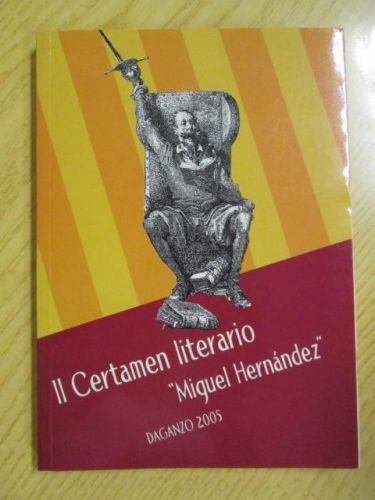 II Certamen literario
"Miguel Hernández"
DAGANZO 2005